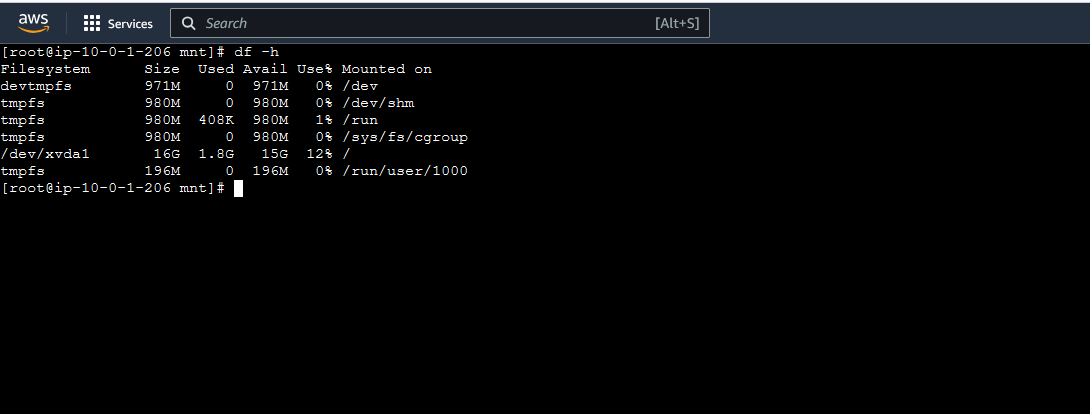 aws Services Search [Alt+S]
[root@ip-10-0-1-206 mnt]# df -h
Filesystem      Size  Used Avail Use% Mounted on
devtmpfs        971M     0  971M   0% /dev
tmpfs           980M     0  980M   0% /dev/shm
tmpfs           980M  408K  980M   1% /run
tmpfs           980M     0  980M   0% /sys/fs/cgroup
/dev/xvda1       16G  1.8G   15G  12% /
tmpfs           196M     0  196M   0% /run/user/1000
[root@ip-10-0-1-206 mnt]#